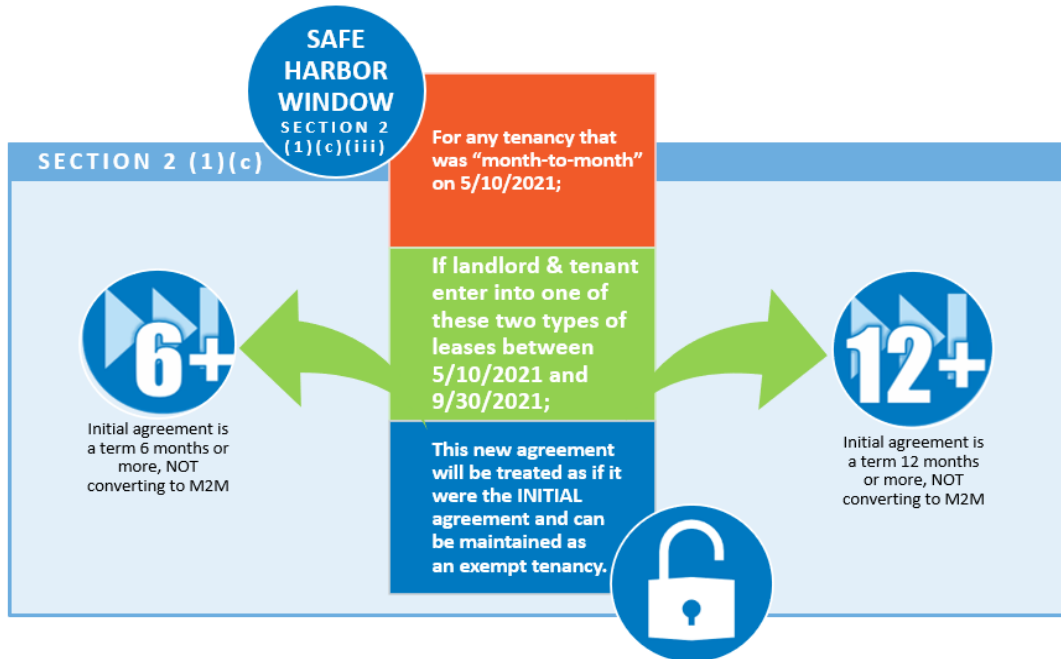 SAFE
HARBOR
WINDOW
SECTION 2
(1)(c)(iii)
SECTION 2 (1)(c)
For any tenancy that
was “month-to-month”
on 5/10/2021;
If landlord & tenant
enter into one of
these two types of
leases between
5/10/2021 and
9/30/2021;
This new agreement
will be treated as if it
were the INITIAL
agreement and can
be maintained as
an exempt tenancy.
6+
Initial agreement is
a term 6 months or
more, NOT
converting to M2M
12+
Initial agreement is
a term 12 months
or more, NOT
converting to M2M